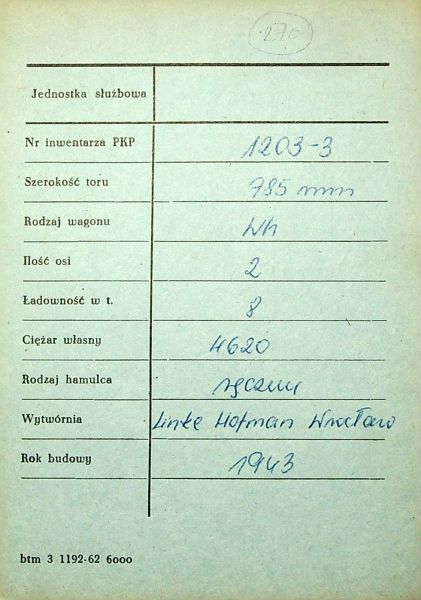 270
Jednostka służbowa
Nr inwentarza PKP 1203-3
Szerokość toru 785 mm
Rodzaj wagonu Wh
Ilość osi 2
Ładowność w t. 8
Ciężar własny 4620
Rodzaj hamulca ręczny
Wytwórnia Linke Hofman Wrocław
Rok budowy 1943
btm 3 1192-62 6000